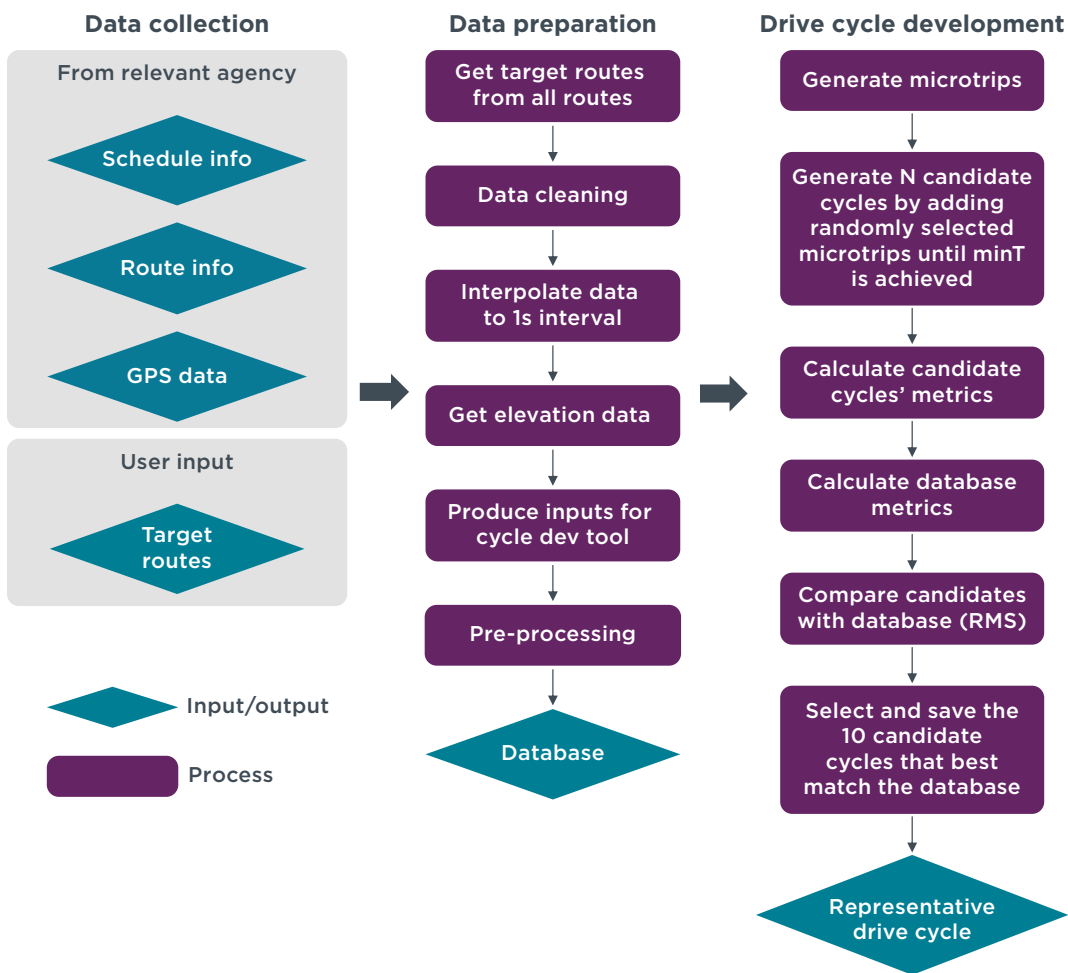 Data collection
From relevant agency
Schedule info
Route info
GPS data
User input
Target
routes
Input/output
Process
Data preparation
Get target routes
from all routes
Data cleaning
Interpolate data
to 1s interval
Get elevation data
Produce inputs for
cycle dev tool
Pre-processing
Database
Drive cycle development
Generate microtrips
Generate N candidate
cycles by adding
randomly selected
microtrips until minT
is achieved
Calculate candidate
cycles’ metrics
Calculate database
metrics
Compare candidates
with database (RMS)
Select and save the
10 candidate
cycles that best
match the database
Representative
drive cycle